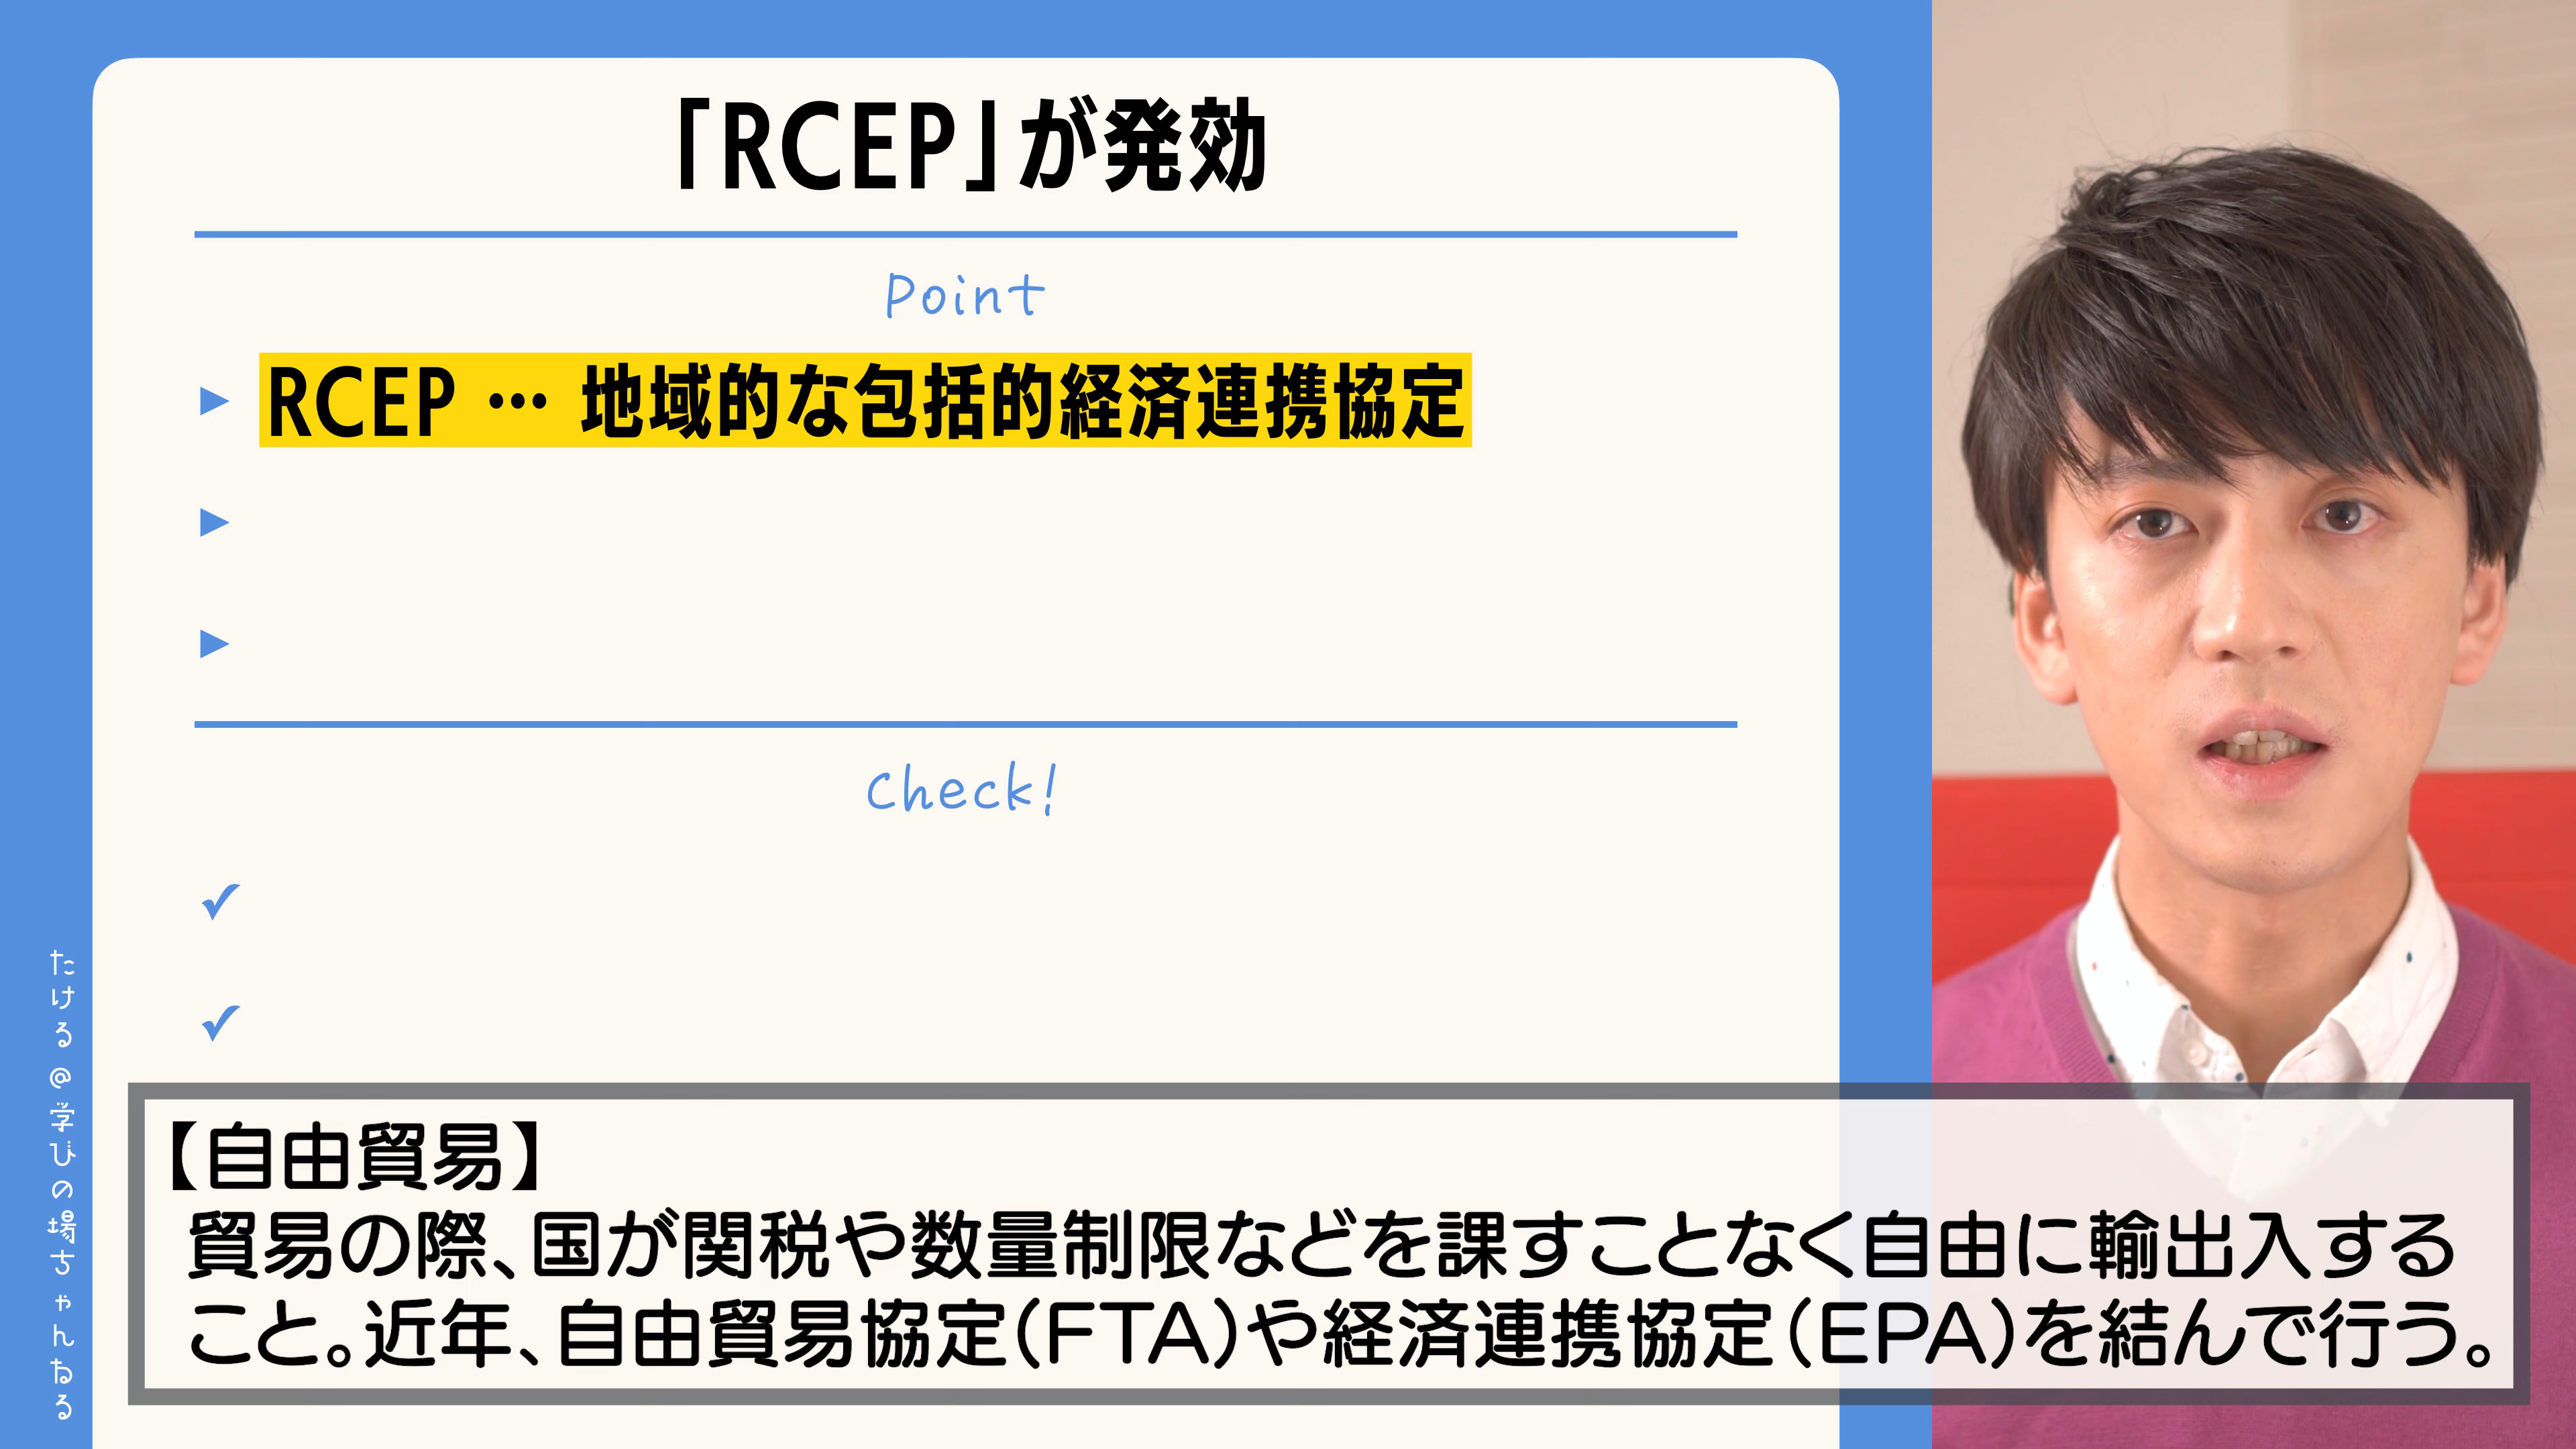 「RCEP」が発効
Point
▶ RCEP … 地域的な包括的経済連携協定
▶
▶
Check!
✓
✓
【自由貿易】
貿易の際、国が関税や数量制限などを課すことなく自由に輸出入する
こと。近年、自由貿易協定(FTA)や経済連携協定(EPA)を結んで行う。
たける@学びの場ちゃんねる